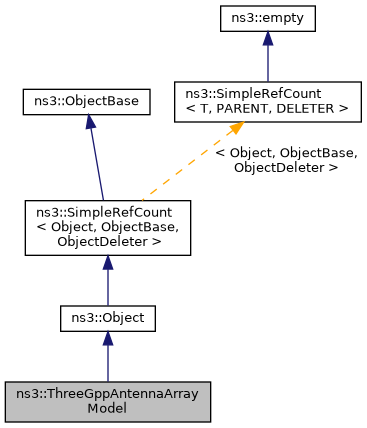 ns3::empty
ns3::ObjectBase
ns3::SimpleRefCount
< T, PARENT, DELETER >
< Object, ObjectBase,
ObjectDeleter >
ns3::SimpleRefCount
< Object, ObjectBase,
ObjectDeleter >
ns3::Object
ns3::ThreeGppAntennaArray
Model